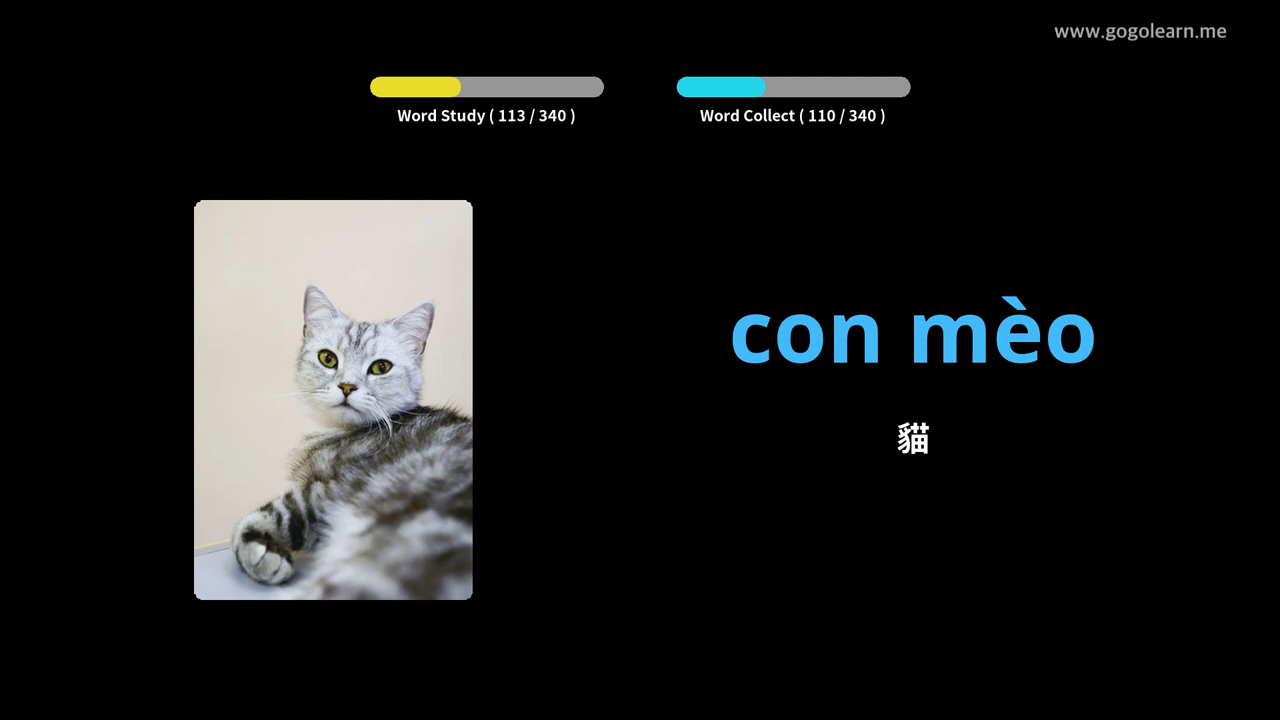 www.gogolearn.me
Word Study ( 113 / 340 )
Word Collect ( 110 / 340 )
con mèo
貓